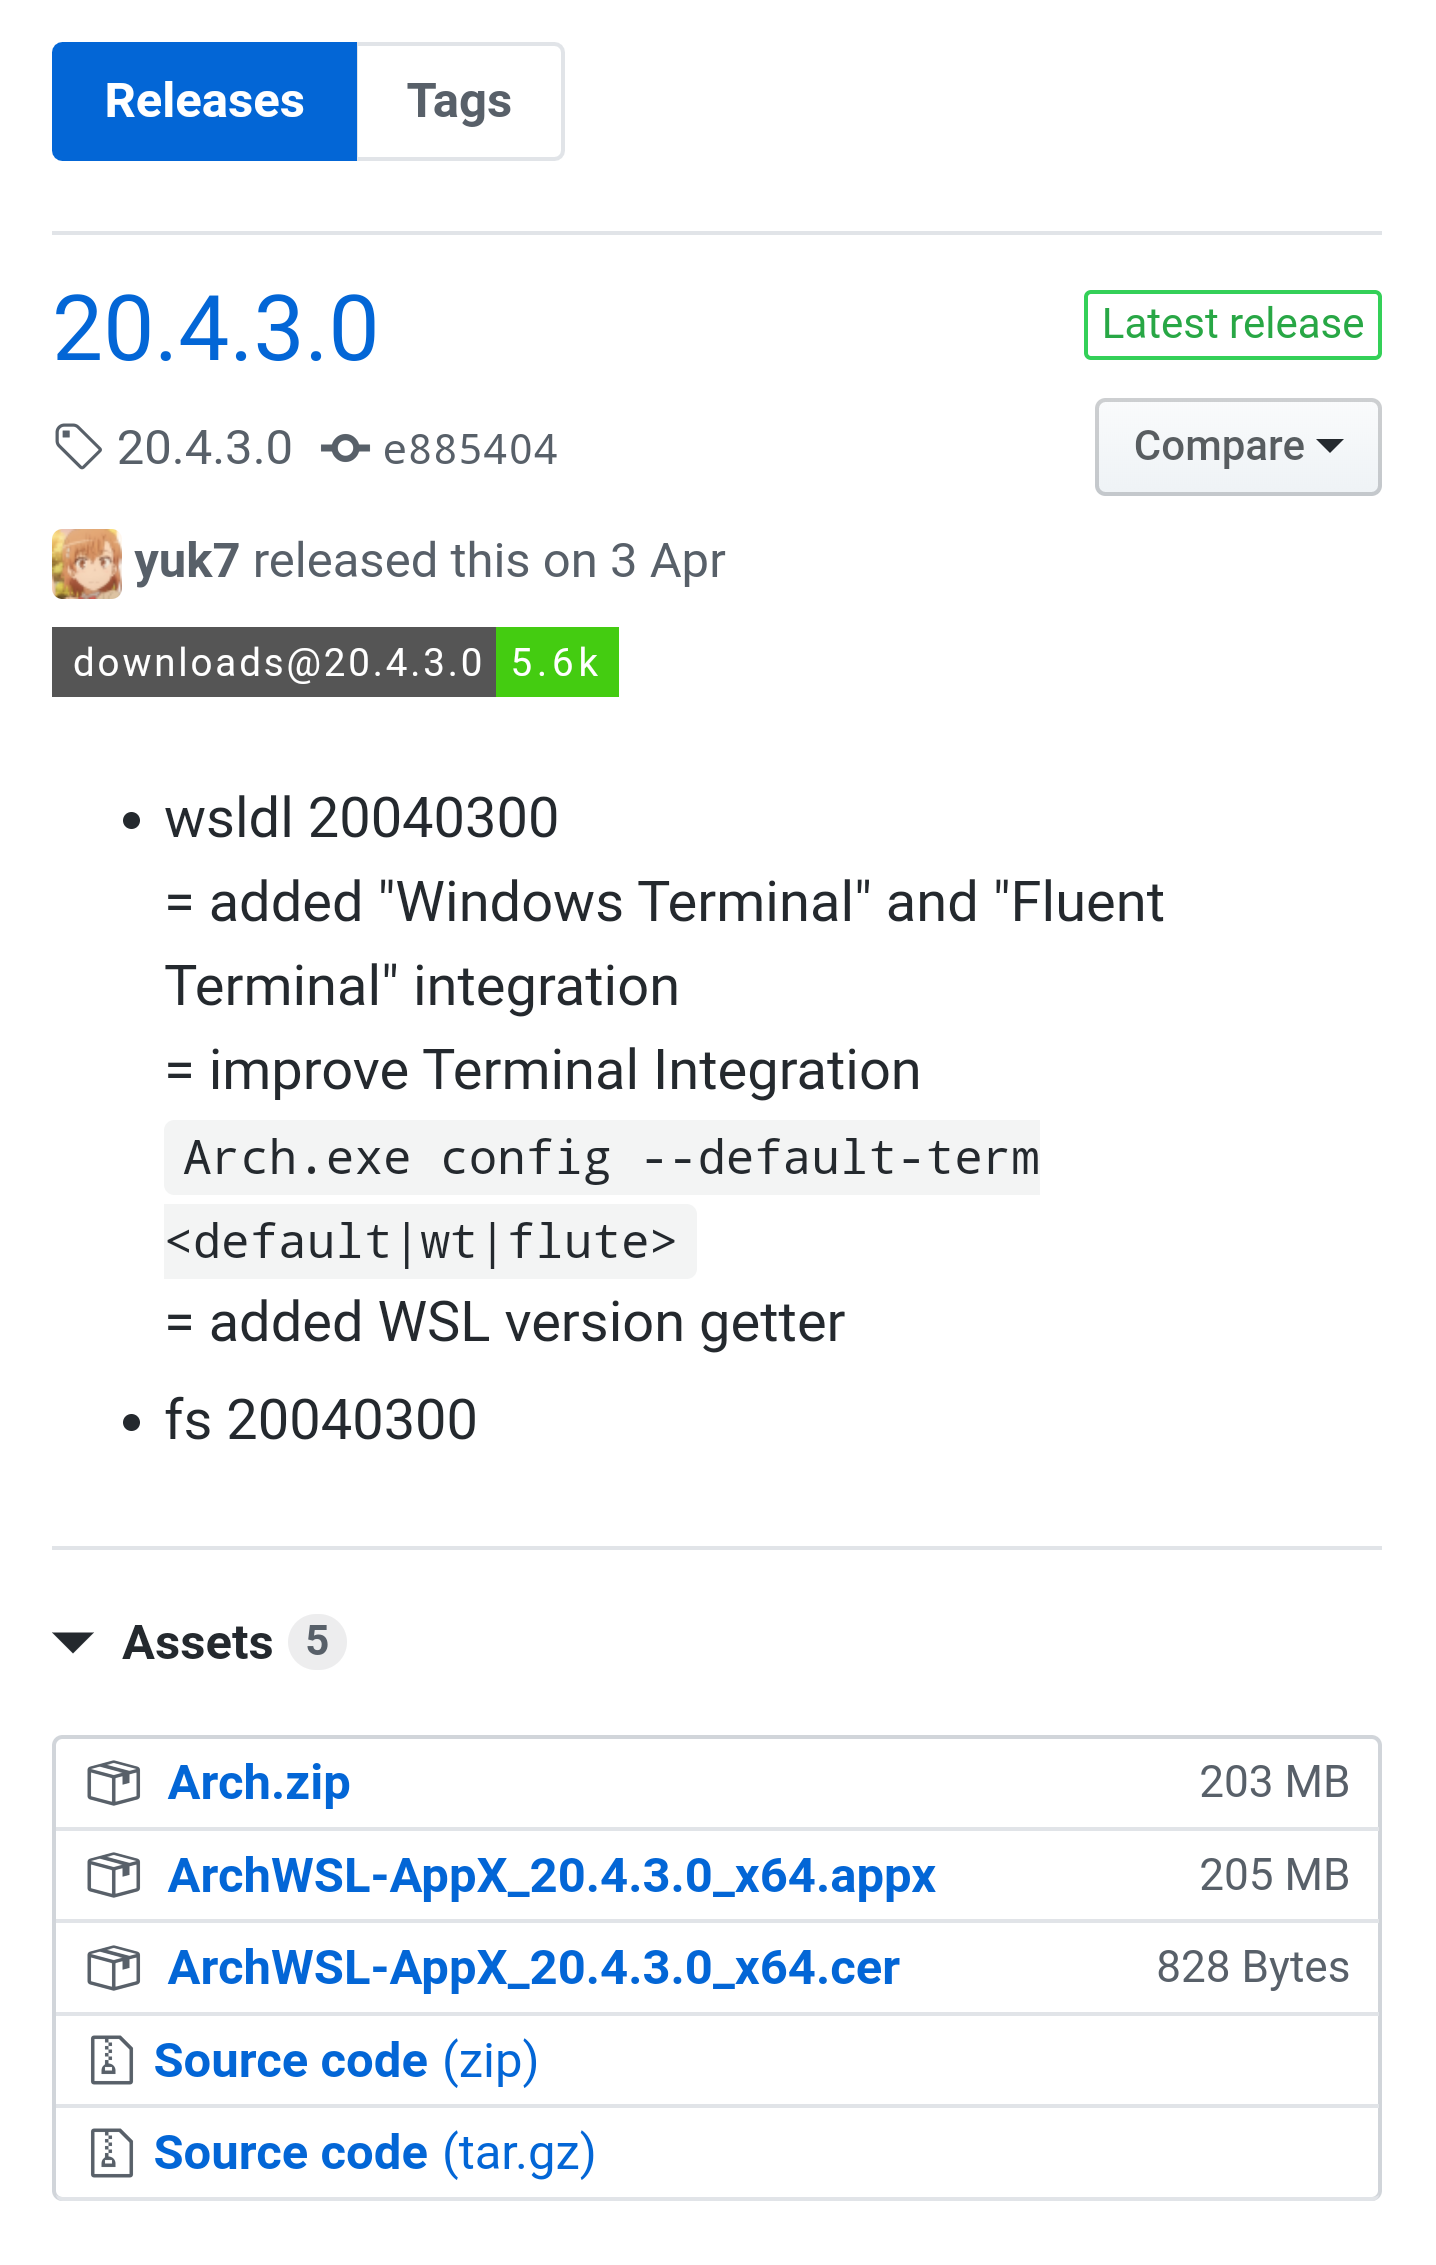 Releases Tags
20.4.3.0 Latest release
20.4.3.0 e885404 Compare
yuk7 released this on 3 Apr
downloads@20.4.3.0 5.6k
• wsldl 20040300
= added "Windows Terminal" and "Fluent
Terminal" integration
= improve Terminal Integration
Arch.exe config --default-term
<default|wt|flute>
= added WSL version getter
• fs 20040300
Assets 5
Arch.zip 203 MB
ArchWSL-AppX_20.4.3.0_x64.appx 205 MB
ArchWSL-AppX_20.4.3.0_x64.cer 828 Bytes
Source code (zip)
Source code (tar.gz)